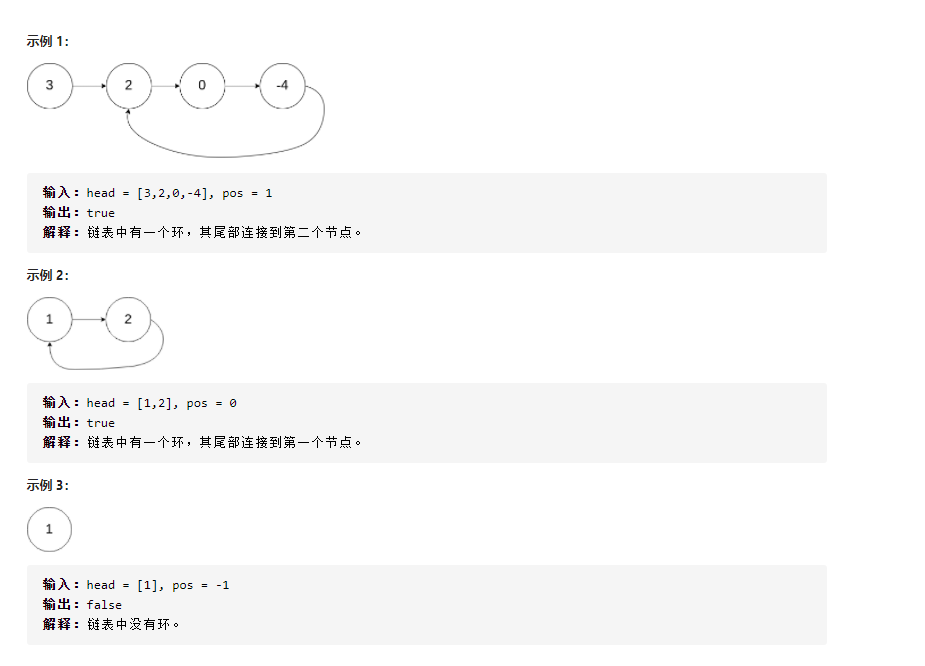 示例 1:
3 2 0 -4
输入：head = [3,2,0,-4], pos = 1
输出：true
解释：链表中有一个环，其尾部连接到第二个节点。
示例 2:
1 2
输入：head = [1,2], pos = 0
输出：true
解释：链表中有一个环，其尾部连接到第一个节点。
示例 3:
1
输入：head = [1], pos = -1
输出：false
解释：链表中没有环。